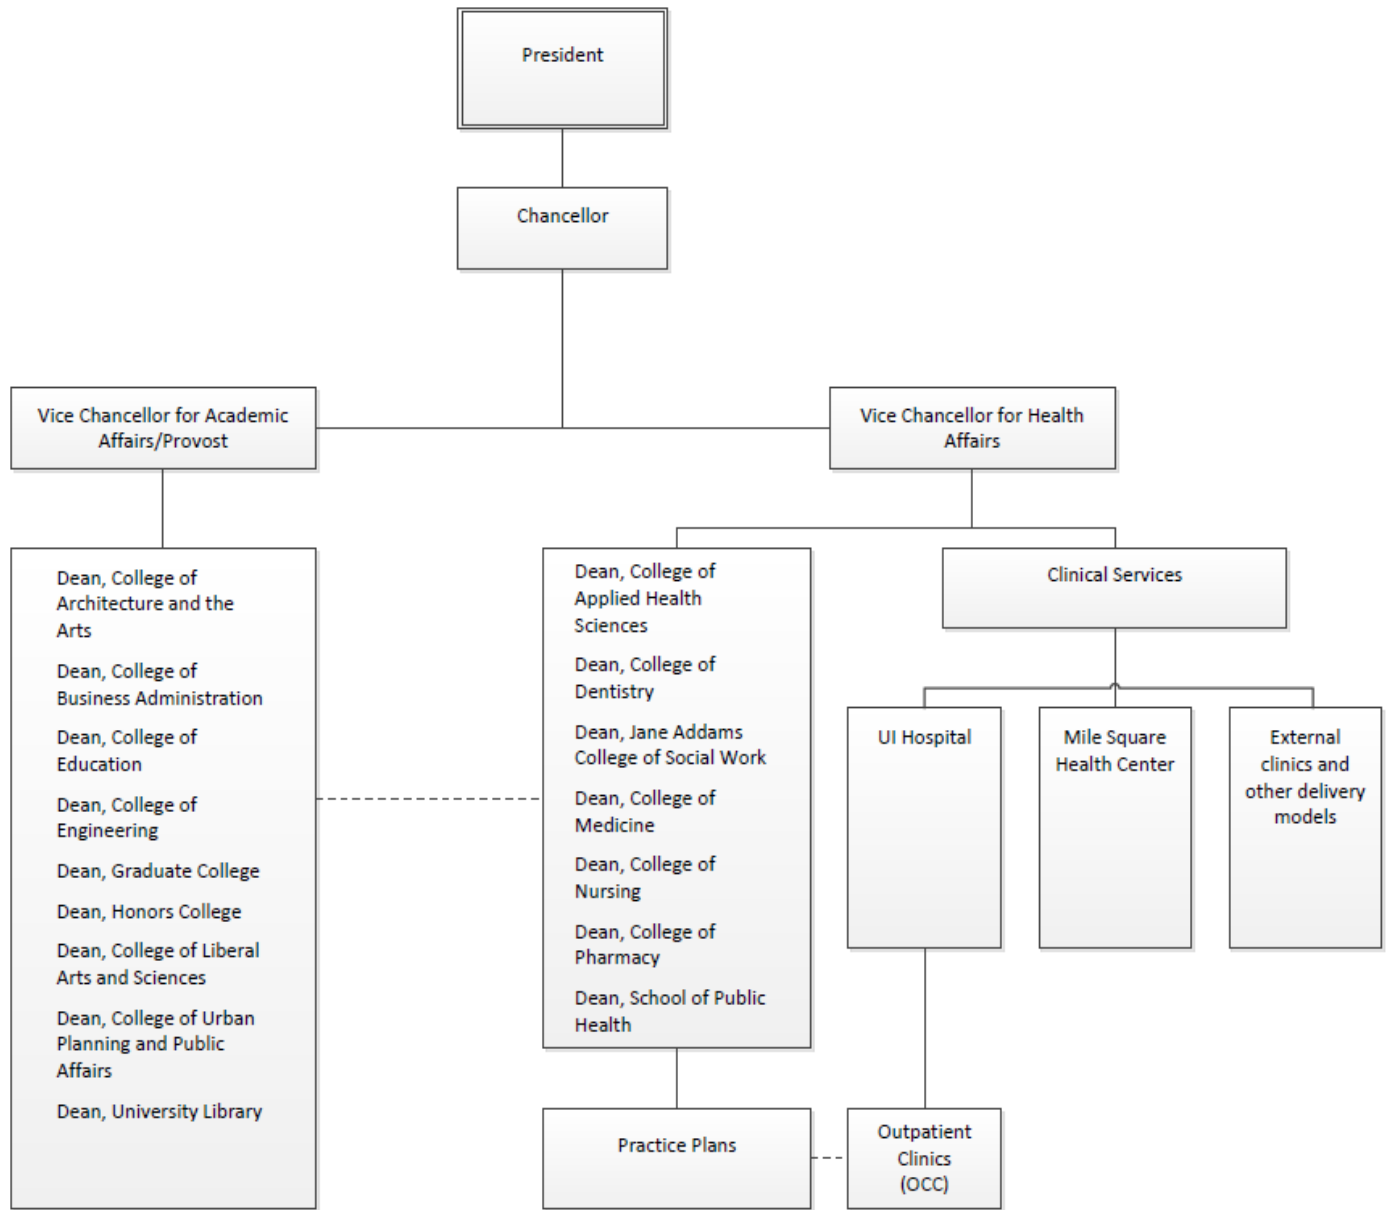 President
Chancellor
Vice Chancellor for Academic
Affairs/Provost
Vice Chancellor for Health
Affairs
Dean, College of
Architecture and the
Arts
Dean, College of
Business Administration
Dean, College of
Education
Dean, College of
Engineering
Dean, Graduate College
Dean, Honors College
Dean, College of Liberal
Arts and Sciences
Dean, College of Urban
Planning and Public
Affairs
Dean, University Library
Dean, College of
Applied Health
Sciences
Dean, College of
Dentistry
Dean, Jane Addams
College of Social Work
Dean, College of
Medicine
Dean, College of
Nursing
Dean, College of
Pharmacy
Dean, School of Public
Health
Clinical Services
UI Hospital
Mile Square
Health Center
External
clinics and
other delivery
models
Practice Plans
Outpatient
Clinics
(OCC)